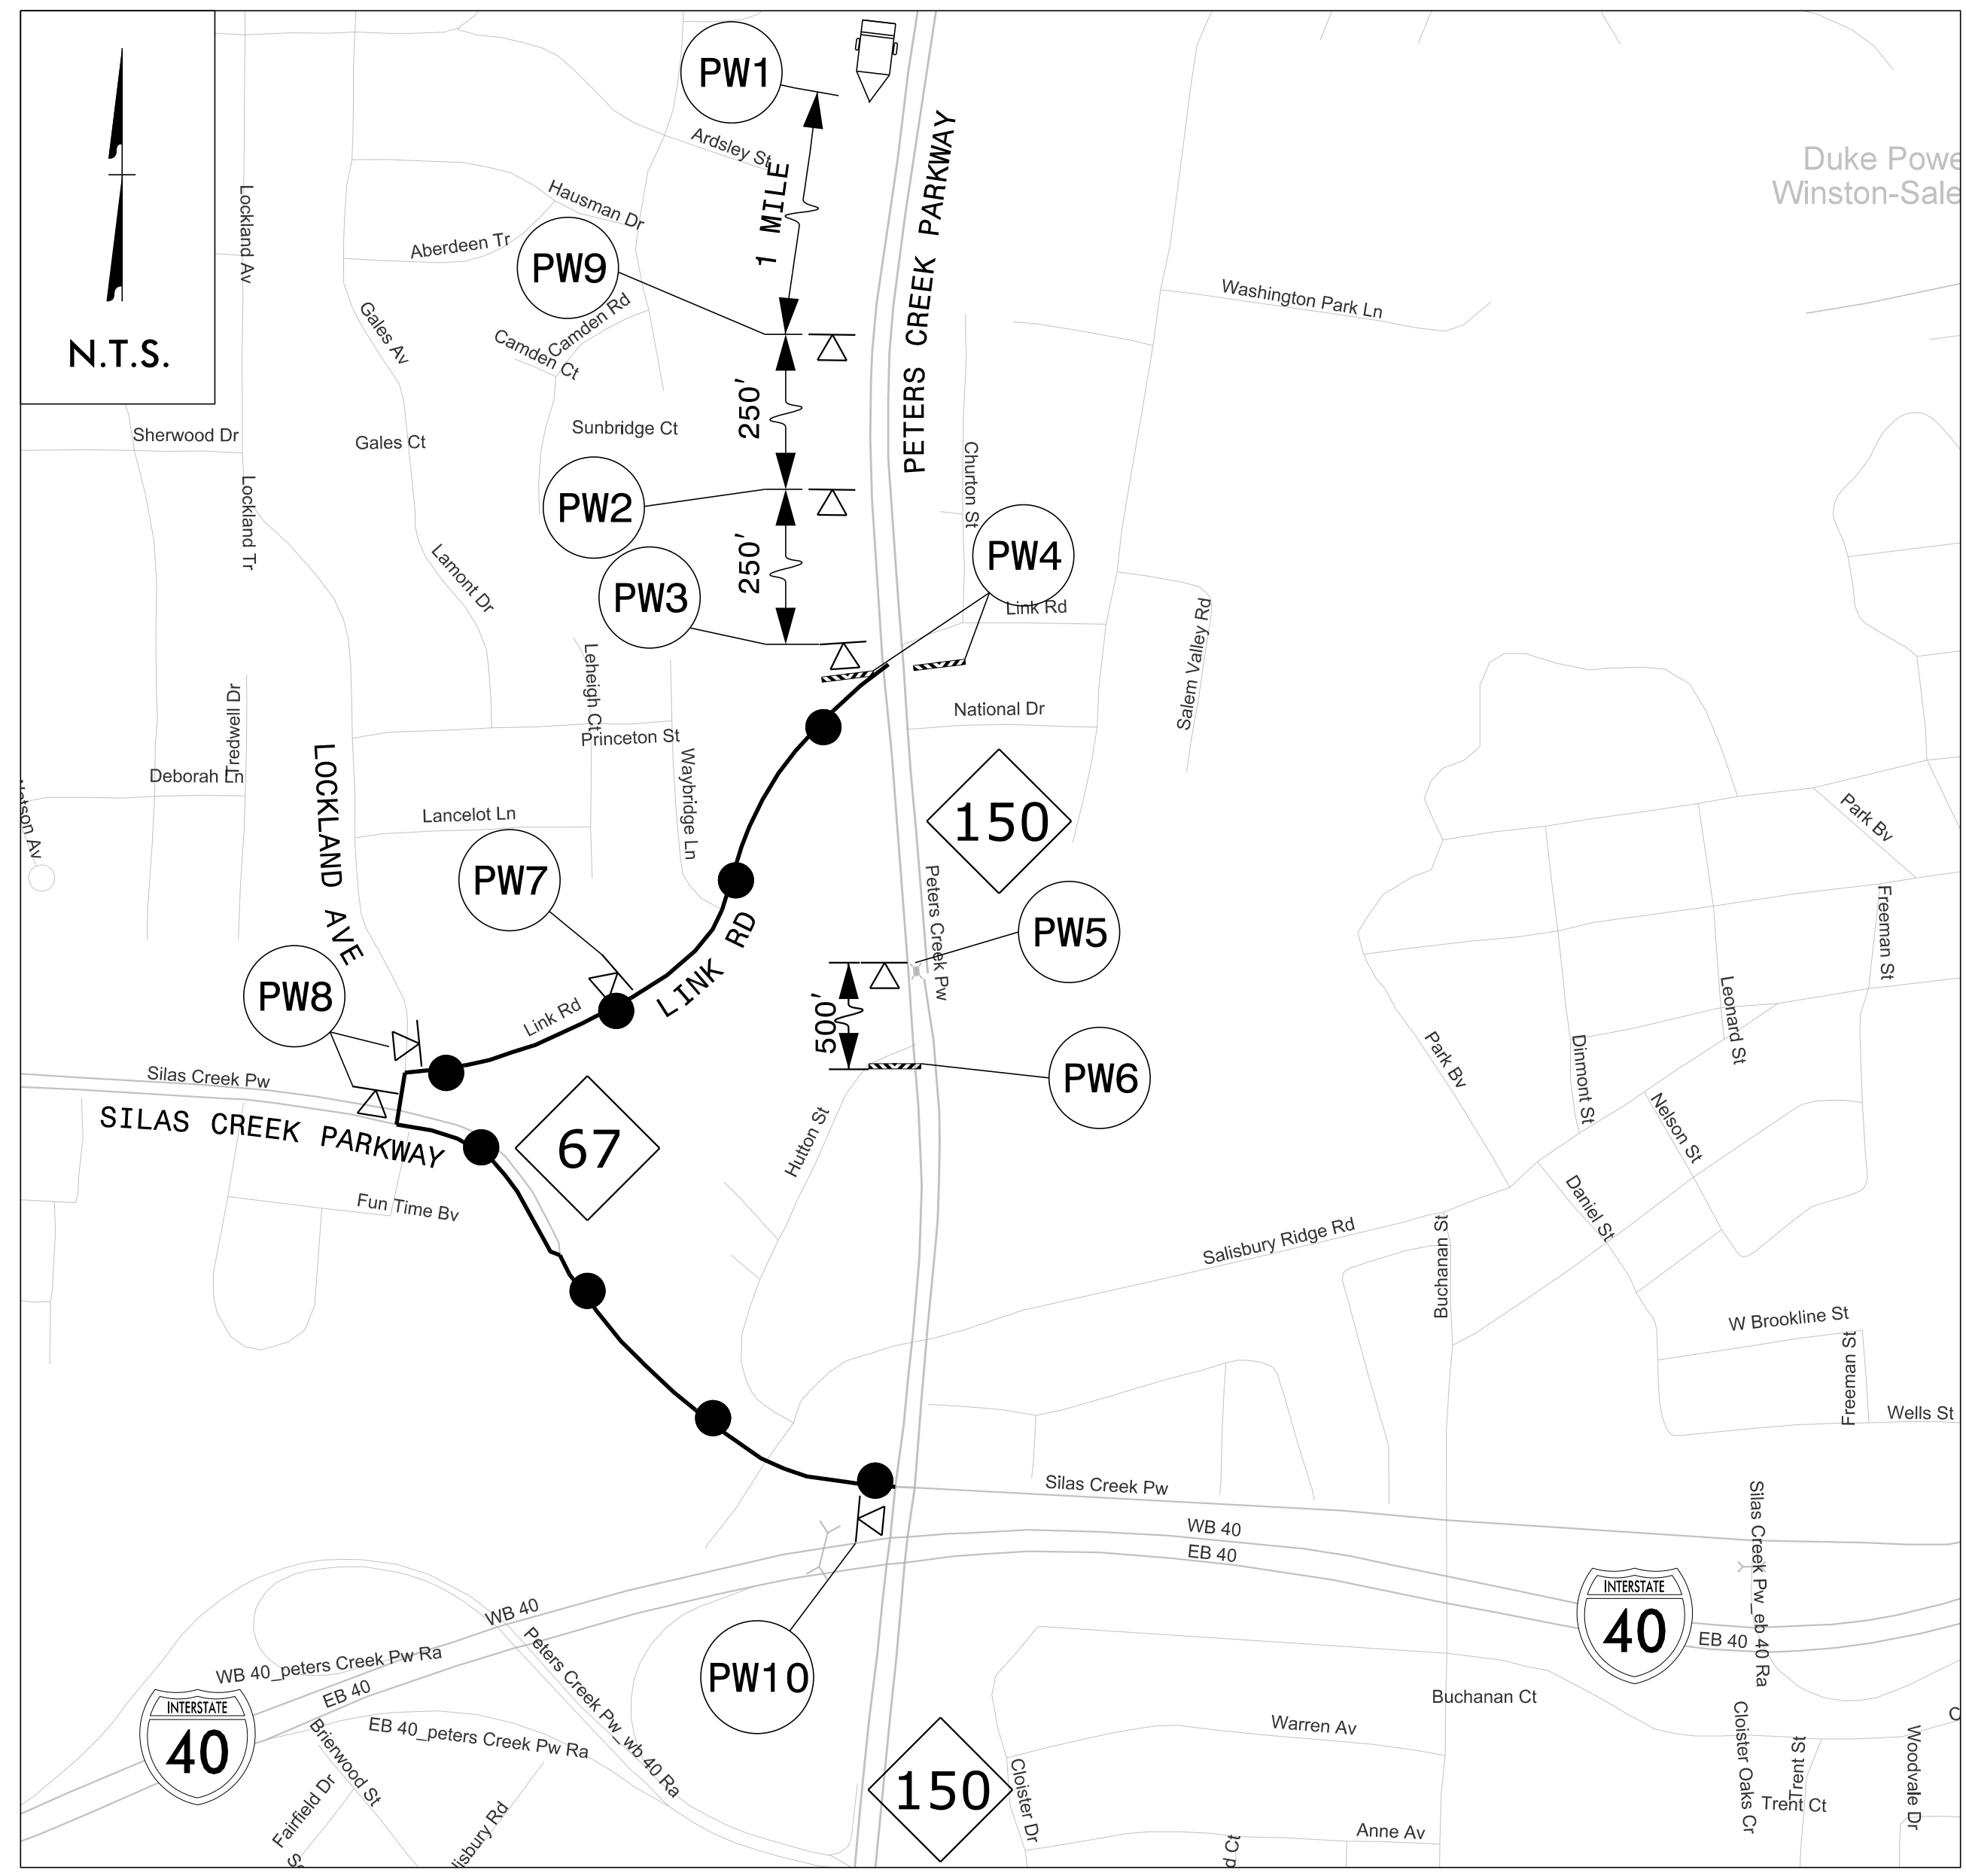 PW1
Ardsley St
1 MILE
PETERS CREEK PARKWAY
Duke Powe
Winston-Sale
Lockland Av
Hausman Dr
Aberdeen Tr
PW9
Camden Rd
Camden Ct
Gales Av
Washington Park Ln
N.T.S.
250'
Sherwood Dr
Gales Ct
Sunbridge Ct
Churton St
Lockland Tr
PW2
250'
PW4
Lamont Dr
PW3
Link Rd
Salem Valley Rd
Leheigh Ct
Tredwell Dr
National Dr
Princeton St
Deborah Ln
LOCKLAND AVE
Waybridge Ln
Lancelot Ln
150
Park Bv
PW7
Peters Creek Pw
PW5
Freeman St
LINK RD
PW8
Link Rd
500'
Leonard St
Park Bv
Dinmont St
PW6
Silas Creek Pw
SILAS CREEK PARKWAY
67
Hutton St
Nelson St
Fun Time Bv
Daniel St
Salisbury Ridge Rd
Buchanan St
W Brookline St
Freeman St
Wells St
Silas Creek Pw
WB 40
EB 40
Silas Creek Pw_eb 40 Ra
INTERSTATE
40
EB 40
WB 40
PW10
WB 40_peters Creek Pw Ra
EB 40
Peters Creek Pw_wb 40 Ra
INTERSTATE
40
EB 40_peters Creek Pw Ra
Brierwood St
Fairfield Dr
lisbury Rd
150
Buchanan Ct
Warren Av
Cloister Dr
Anne Av
Cloister Oaks Cr
Trent St
Trent Ct
Woodvale Dr